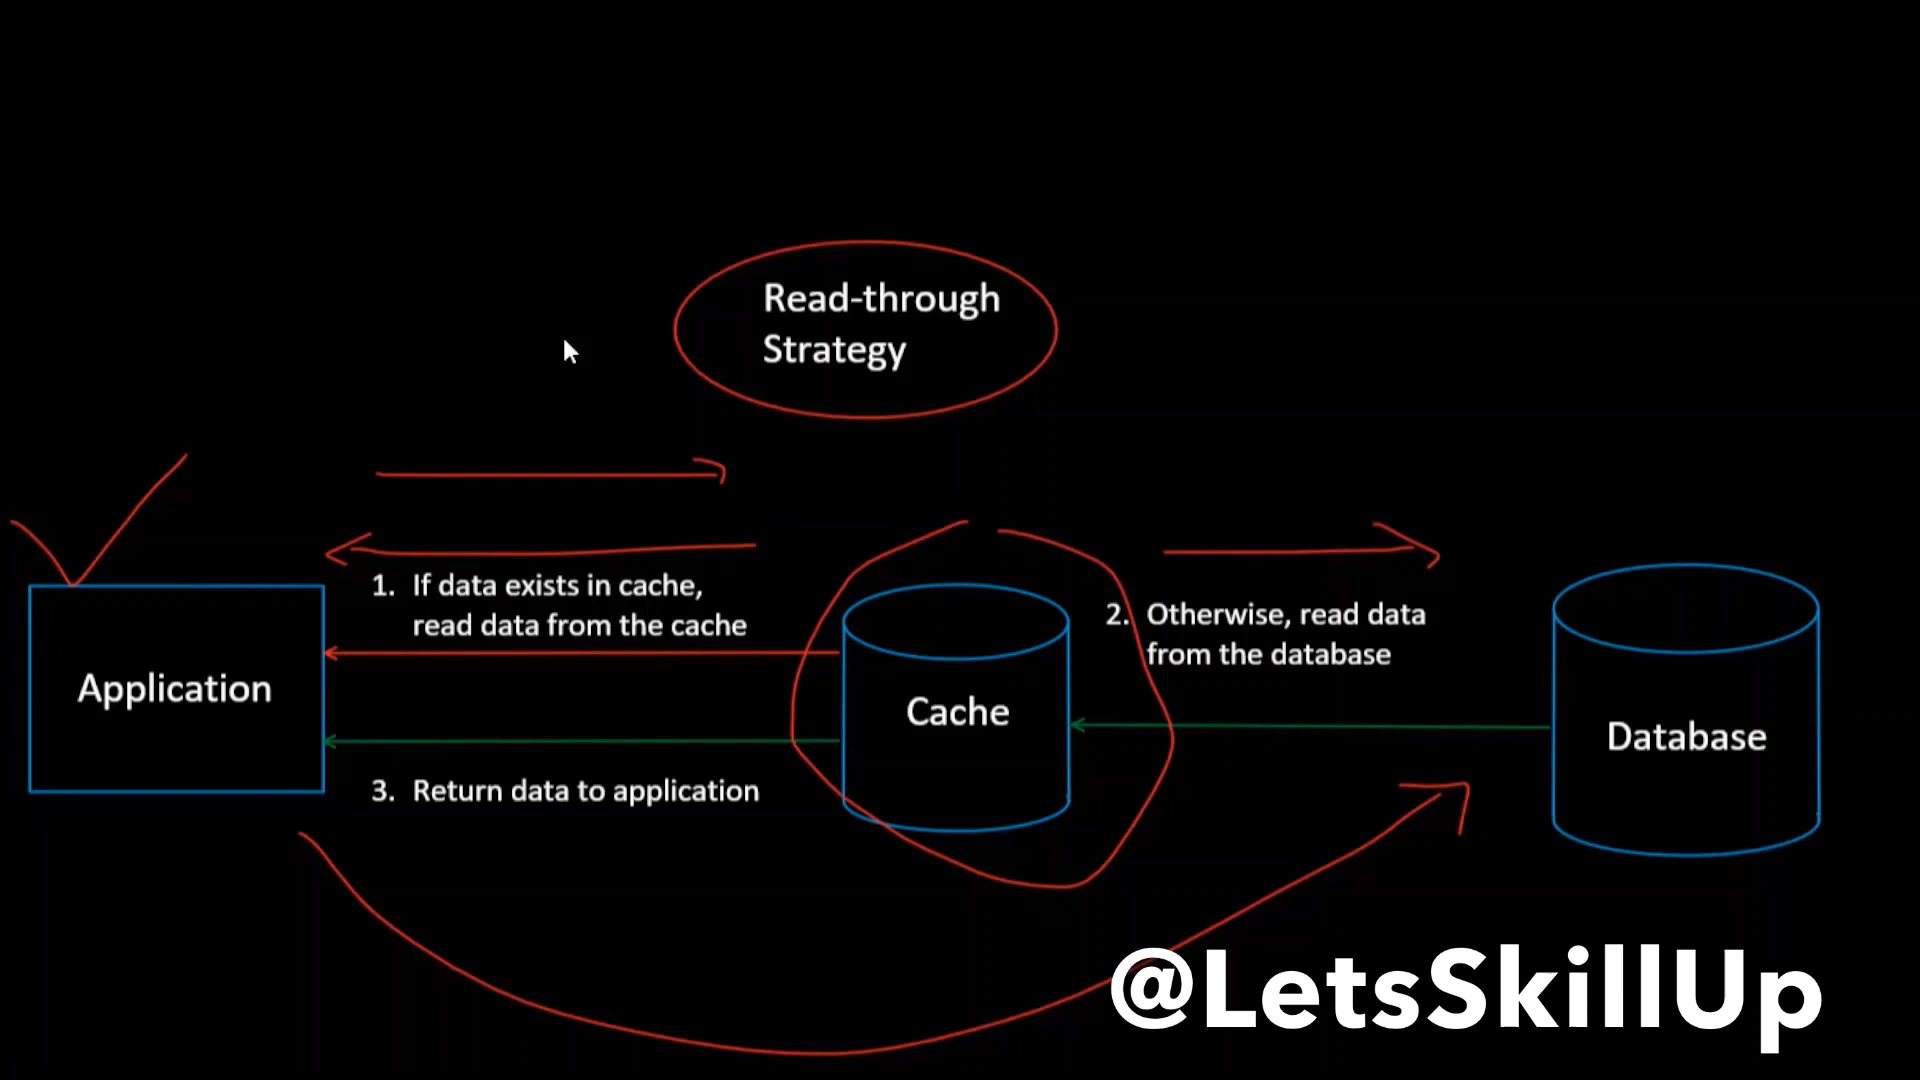 Read-through
Strategy
1. If data exists in cache,
read data from the cache
2. Otherwise, read data
from the database
Application
Cache
Database
3. Return data to application
@LetsSkillUp